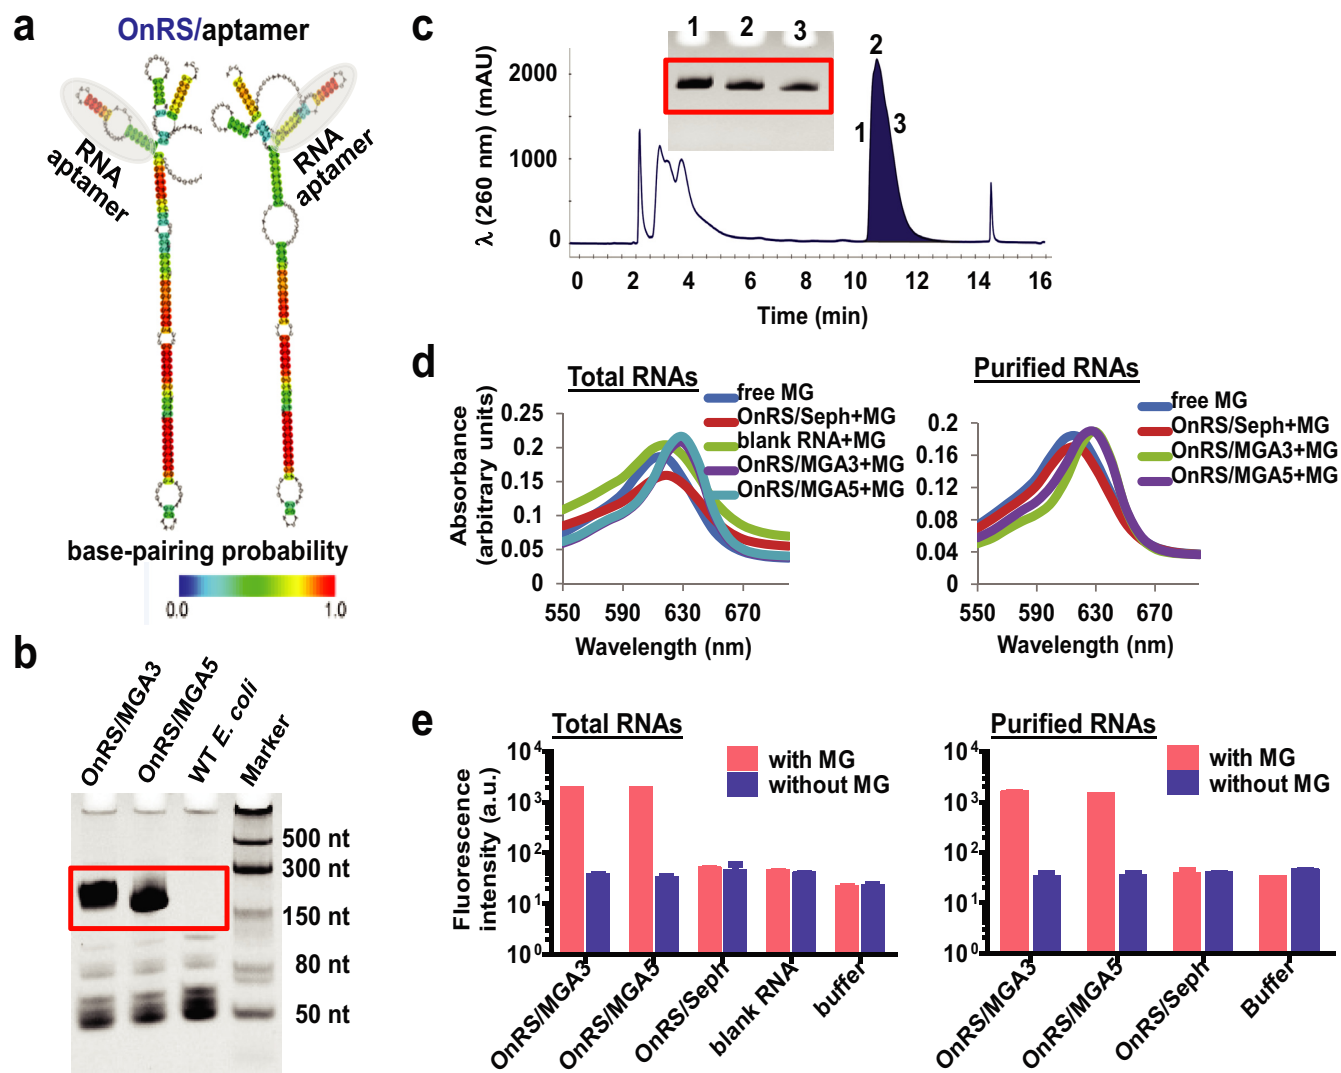 a
OnRS/aptamer
RNA
aptamer
RNA
aptamer
base-pairing probability
0.0
1.0
b
OnRS/MGA3
OnRS/MGA5
WT E. coli
Marker
500 nt
300 nt
150 nt
80 nt
50 nt
c
λ (260 nm) (mAU)
2000
1000
0
1 2 3
2
1
3
0 2 4 6 8 10 12 14 16
Time (min)
d
Total RNAs
Absorbance
(arbitrary units)
0.25
0.2
0.15
0.1
0.05
0
550 590 630 670
Wavelength (nm)
free MG
OnRS/Seph+MG
blank RNA+MG
OnRS/MGA3+MG
OnRS/MGA5+MG
Purified RNAs
0.2
0.16
0.12
0.08
0.04
0
550 590 630 670
Wavelength (nm)
free MG
OnRS/Seph+MG
OnRS/MGA3+MG
OnRS/MGA5+MG
e
Total RNAs
Fluorescence
intensity (a.u.)
10⁴
10³
10²
10¹
10⁰
with MG
without MG
OnRS/MGA3
OnRS/MGA5
OnRS/Seph
blank RNA
buffer
Purified RNAs
10⁴
10³
10²
10¹
10⁰
with MG
without MG
OnRS/MGA3
OnRS/MGA5
OnRS/Seph
Buffer